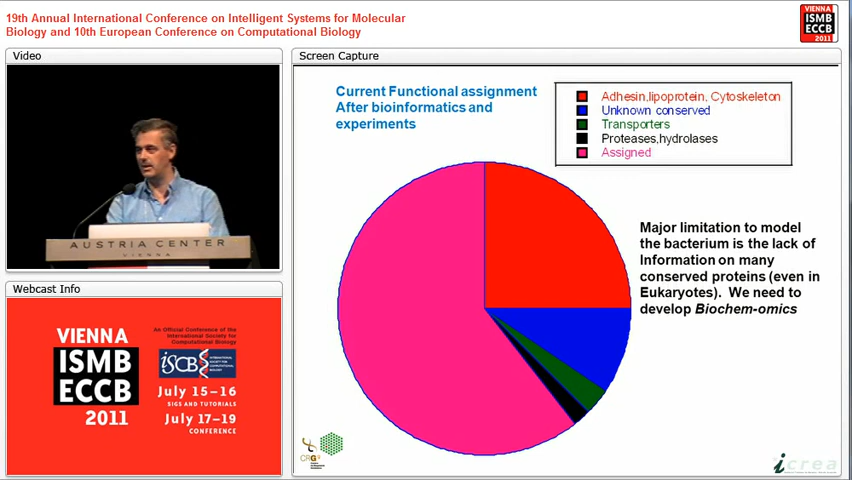 19th Annual International Conference on Intelligent Systems for Molecular
Biology and 10th European Conference on Computational Biology
VIENNA
ISMB
ECCB
2011
Video
AUSTRIA CENTER
VIENNA
Webcast Info
VIENNA
ISMB
ECCB
2011
An Official Conference of the
International Society for
Computational Biology
ISCB
INTERNATIONAL
SOCIETY FOR
COMPUTATIONAL
BIOLOGY
July 15–16
SIGS AND TUTORIALS
July 17–19
CONFERENCE
Screen Capture
Current Functional assignment
After bioinformatics and
experiments
Adhesin,lipoprotein, Cytoskeleton
Unknown conserved
Transporters
Proteases,hydrolases
Assigned
Major limitation to model
the bacterium is the lack of
Information on many
conserved proteins (even in
Eukaryotes). We need to
develop Biochem-omics
CRG
icrea